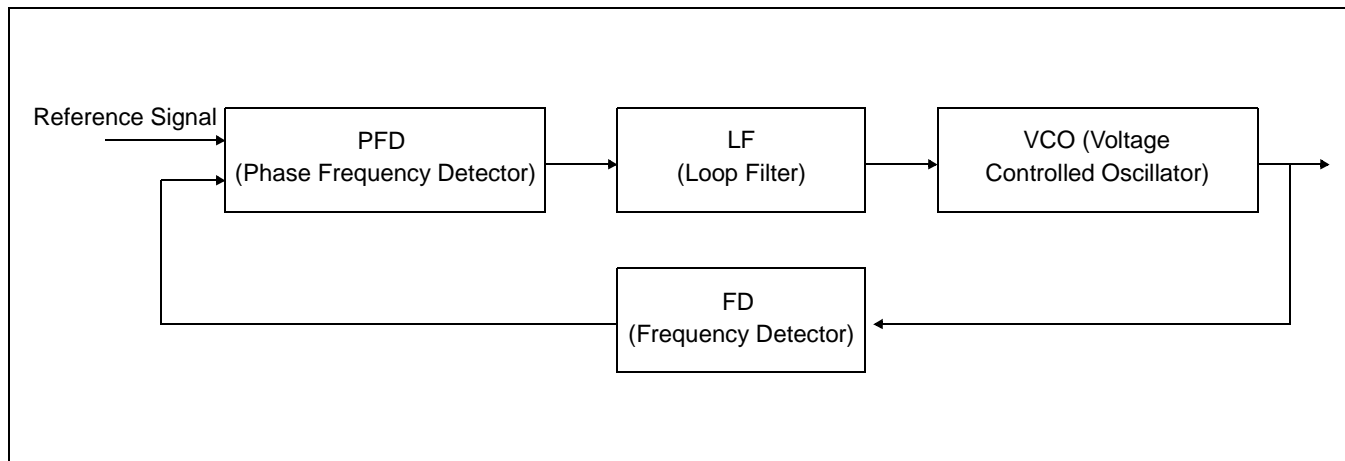 Reference Signal
PFD
(Phase Frequency Detector)
LF
(Loop Filter)
VCO (Voltage
Controlled Oscillator)
FD
(Frequency Detector)